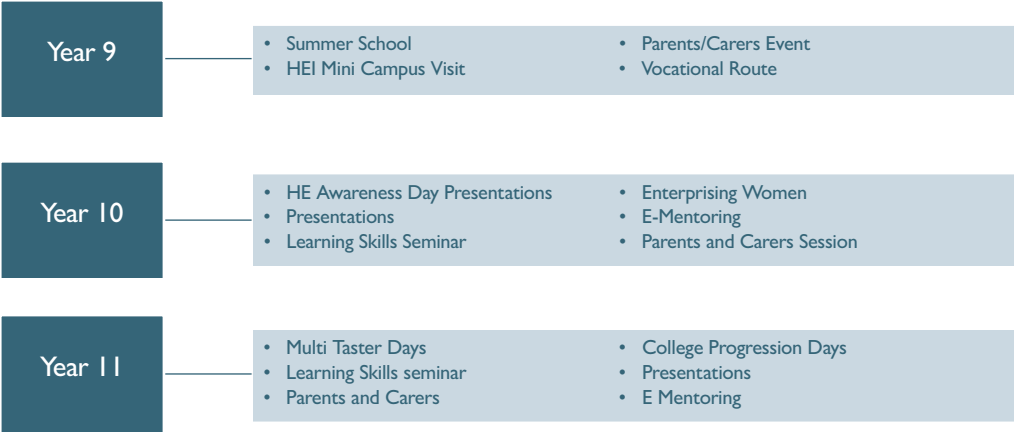 Year 9
• Summer School
• HEI Mini Campus Visit
• Parents/Carers Event
• Vocational Route
Year 10
• HE Awareness Day Presentations
• Presentations
• Learning Skills Seminar
• Enterprising Women
• E-Mentoring
• Parents and Carers Session
Year 11
• Multi Taster Days
• Learning Skills seminar
• Parents and Carers
• College Progression Days
• Presentations
• E Mentoring